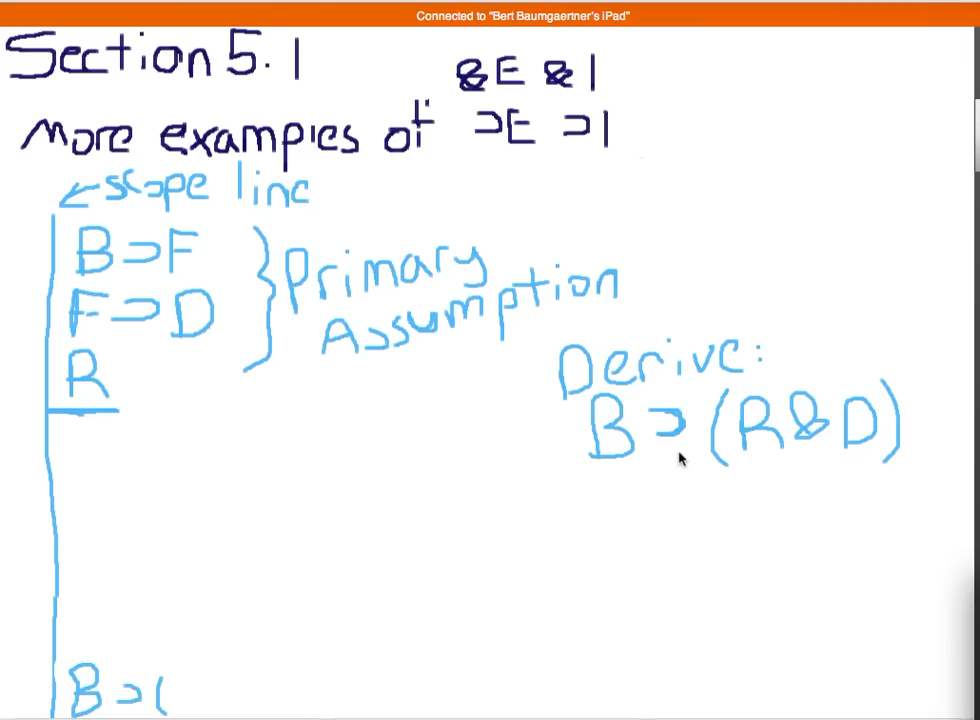 Connected to "Bert Baumgaertner's iPad"
Section 5.1
&E &I
More examples of: ⊃E ⊃I
←scope line
B⊃F
F⊃D
R
Primary
Assumption
Derive:
B⊃(R&D)
B⊃(